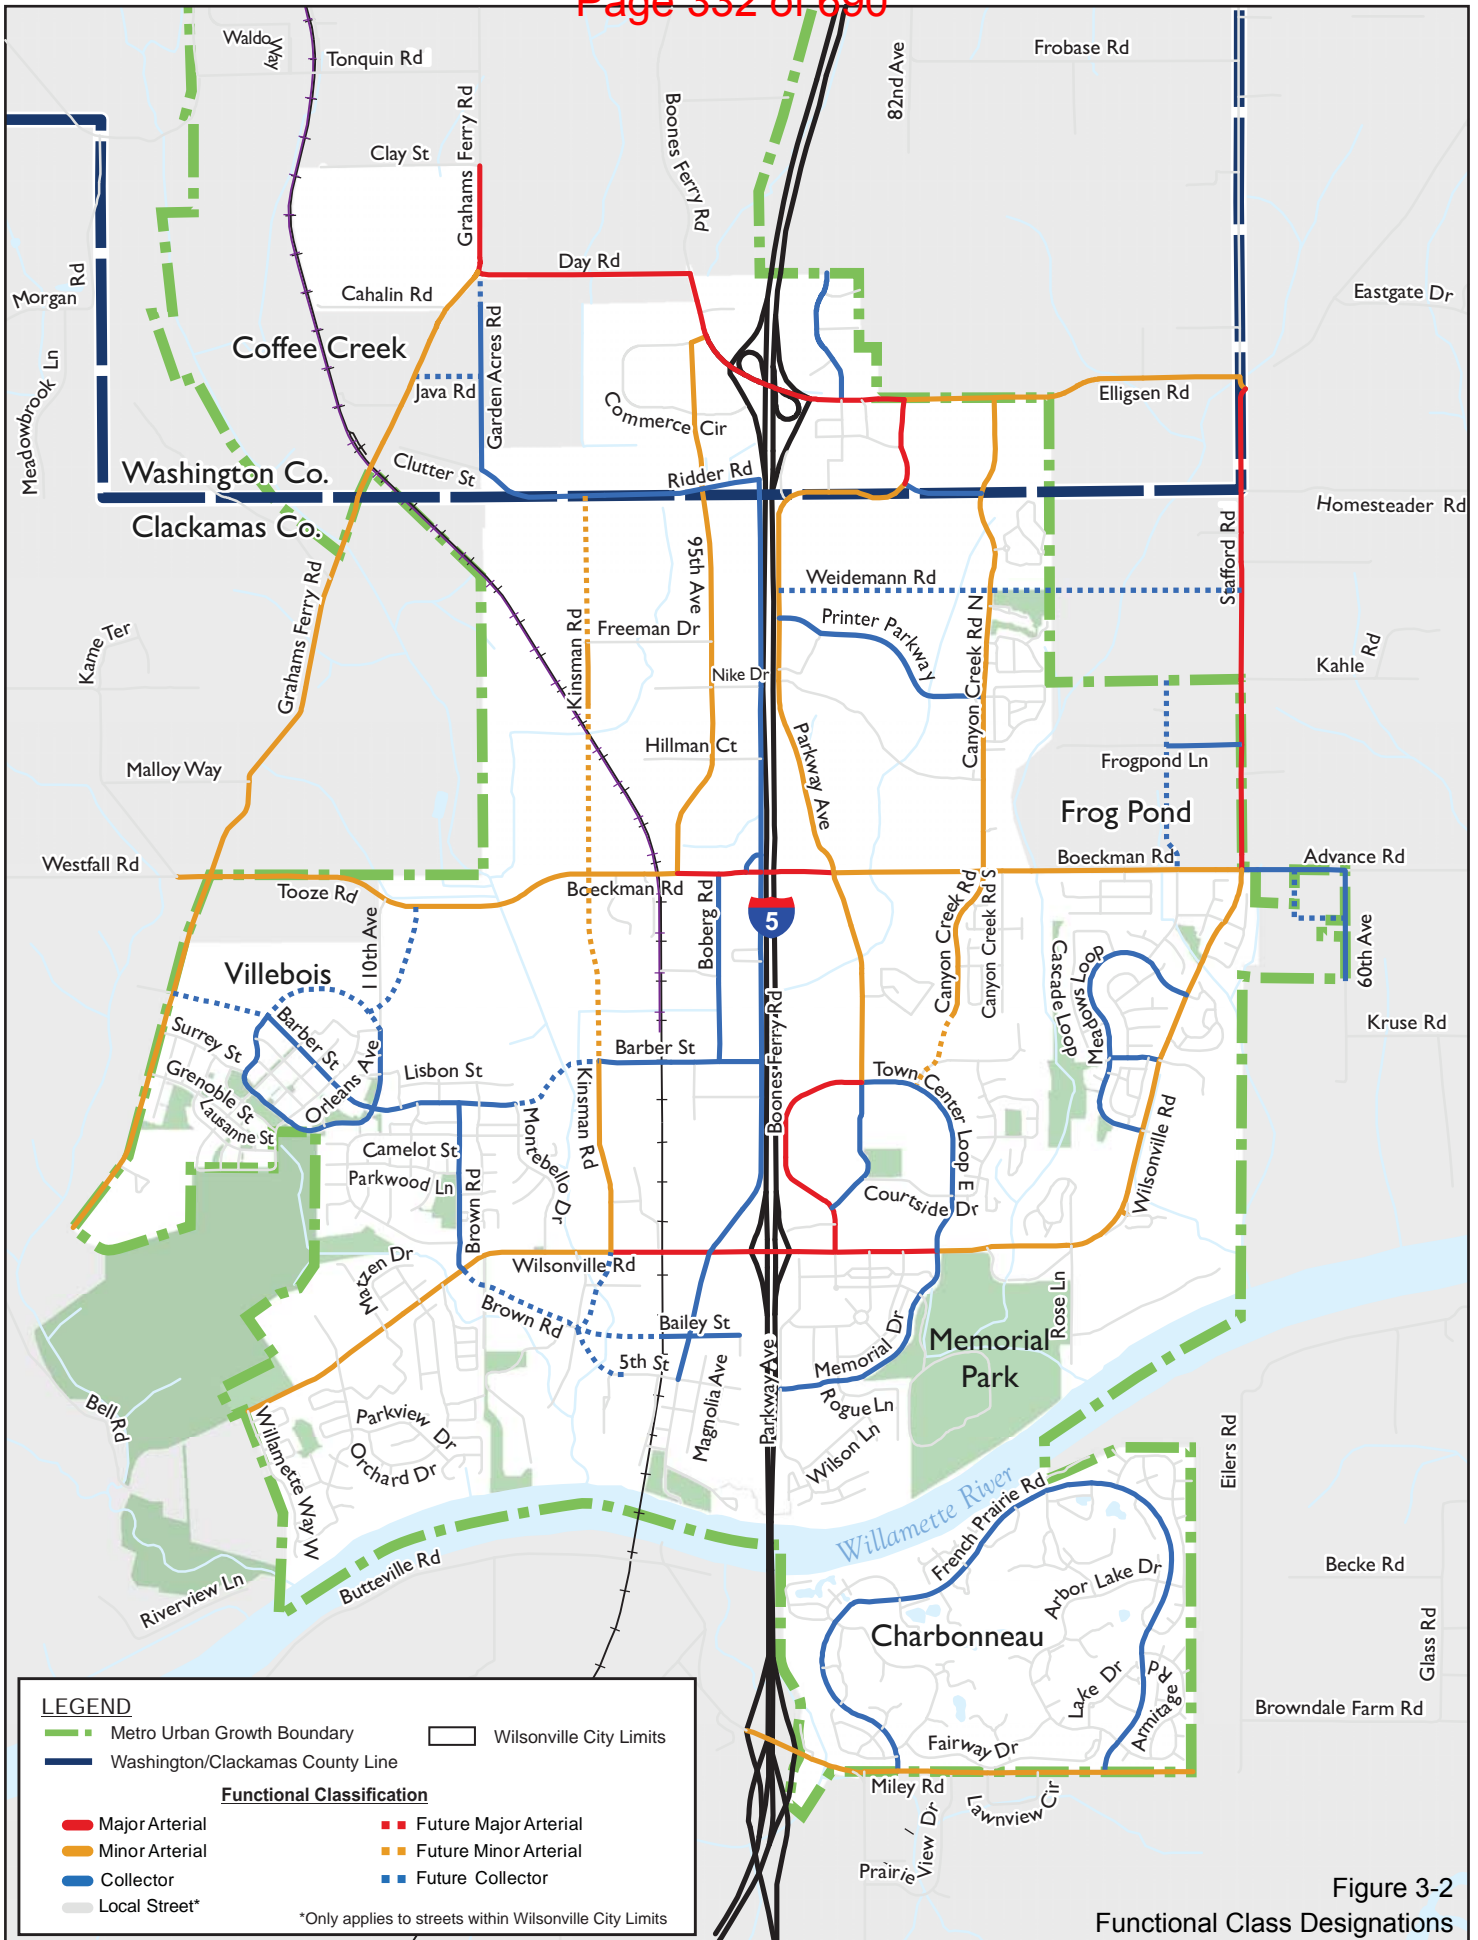 Page 332 of 690
Waldo Way
Tonquin Rd
Frobase Rd
82nd Ave
Boones Ferry Rd
Grahams Ferry Rd
Clay St
Day Rd
Morgan Rd
Cahalin Rd
Eastgate Dr
Coffee Creek
Garden Acres Rd
Java Rd
Meadowbrook Ln
Elligsen Rd
Commerce Cir
Clutter St
Ridder Rd
Washington Co.
Clackamas Co.
Homesteader Rd
Stafford Rd
95th Ave
Weidemann Rd
Grahams Ferry Rd
Kinsman Rd
Freeman Dr
Printer Parkway
Canyon Creek Rd N
Kame Ter
Kahle Rd
Nike Dr
Parkway Ave
Hillman Ct
Malloy Way
Frogpond Ln
Frog Pond
Westfall Rd
Boeckman Rd
Advance Rd
Tooze Rd
Boeckman Rd
110th Ave
Boberg Rd
5
Canyon Creek Rd
Canyon Creek Rd S
Cascade Loop
Meadows Loop
60th Ave
Villebois
Boones Ferry Rd
Kruse Rd
Surrey St
Barber St
Orleans Ave
Grenoble St
Lausanne St
Lisbon St
Barber St
Kinsman Rd
Town Center Loop E
Montebello Dr
Camelot St
Parkwood Ln
Brown Rd
Courtside Dr
Wilsonville Rd
Matzen Dr
Wilsonville Rd
Brown Rd
Bailey St
5th St
Rose Ln
Memorial
Park
Memorial Dr
Parkway Ave
Magnolia Ave
Rogue Ln
Wilson Ln
Bell Rd
Willamette Way W
Parkview Dr
Orchard Dr
Eilers Rd
Willamette River
French Prairie Rd
Butteville Rd
Riverview Ln
Becke Rd
Arbor Lake Dr
Charbonneau
Glass Rd
Lake Dr
Armitage Rd
Browndale Farm Rd
Fairway Dr
Miley Rd
Lawnview Cir
Prairie View Dr
LEGEND
Metro Urban Growth Boundary
Wilsonville City Limits
Washington/Clackamas County Line
Functional Classification
Major Arterial
Future Major Arterial
Minor Arterial
Future Minor Arterial
Collector
Future Collector
Local Street*
*Only applies to streets within Wilsonville City Limits
Figure 3-2
Functional Class Designations